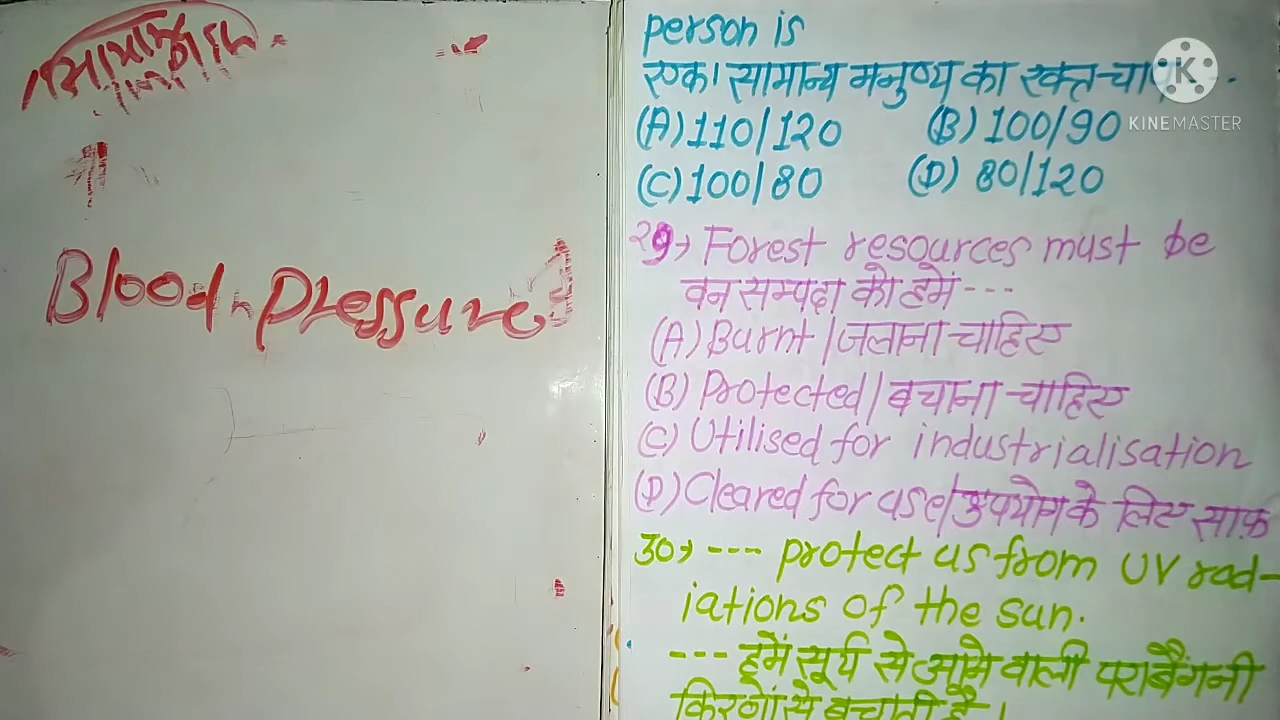 Blood Pressure
person is
एक सामान्य मनुष्य का रक्त-चाप
KINEMASTER
(A) 110/120 (B) 100/90
(C) 100/80 (D) 80/120
29→ Forest resources must be
वन सम्पदा को हमें ---
(A) Burnt/जलाना चाहिए
(B) Protected/बचाना चाहिए
(C) Utilised for industrialisation
(D) Cleared for use/उपयोग के लिए साफ़
30→ --- protect us from UV rad-
iations of the sun.
--- हमें सूर्य से आने वाली पराबैंगनी
किरणों से बचाती है।